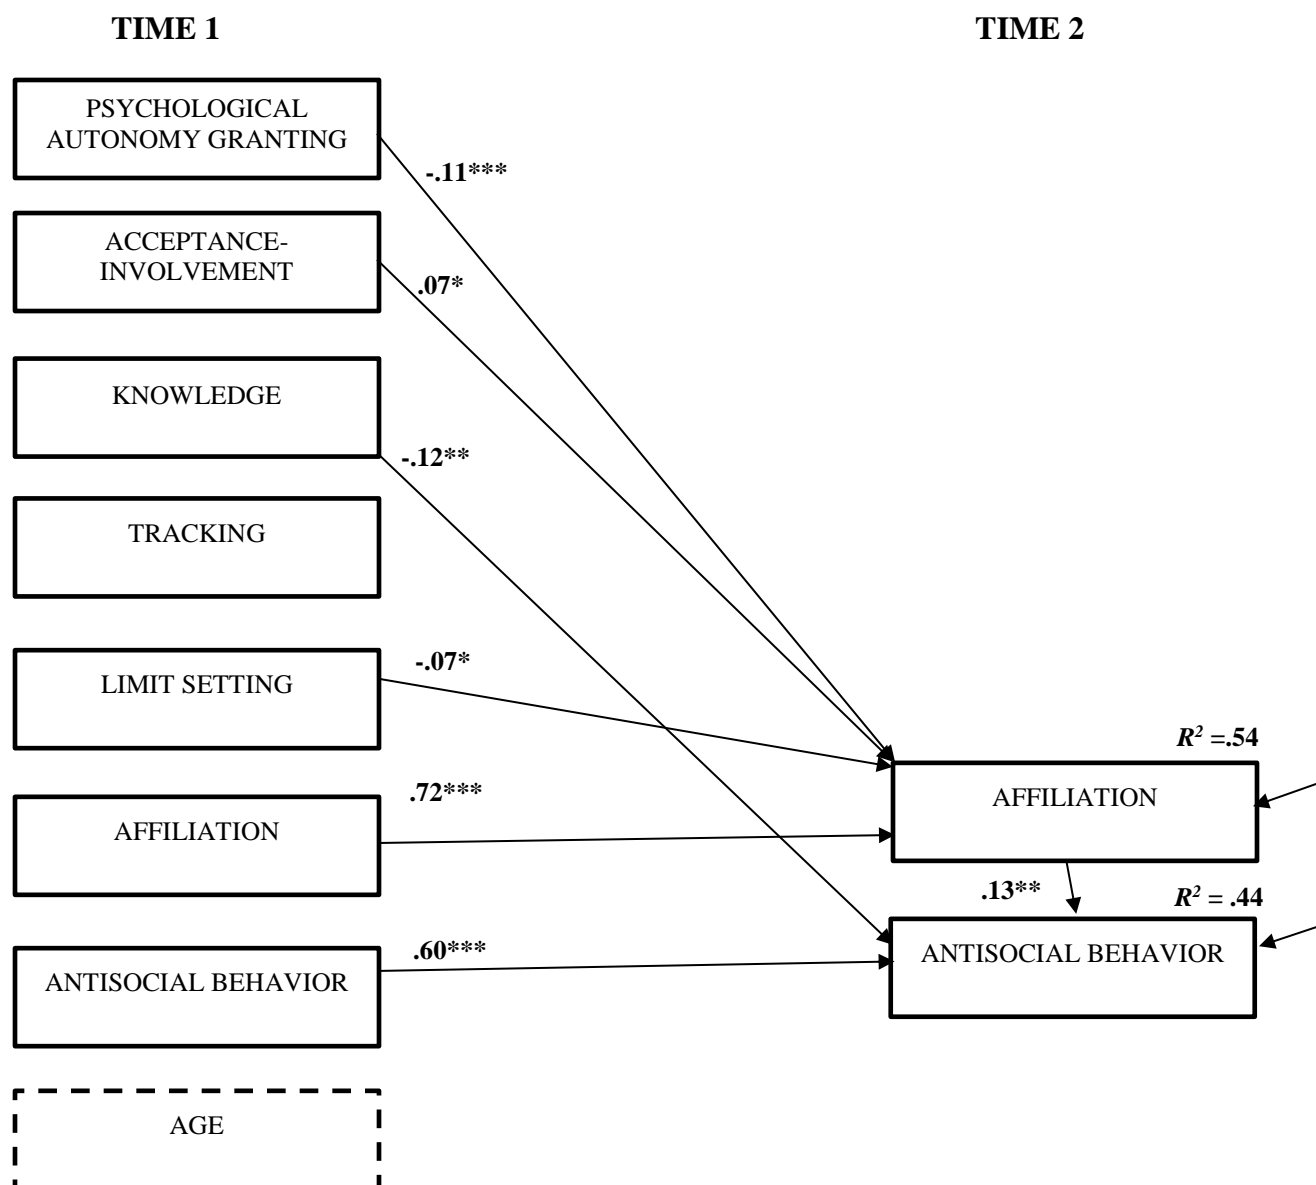 TIME 1
TIME 2
PSYCHOLOGICAL
AUTONOMY GRANTING
-.11***
ACCEPTANCE-
INVOLVEMENT
.07*
KNOWLEDGE
-.12**
TRACKING
LIMIT SETTING
-.07*
R² =.54
AFFILIATION
.72***
AFFILIATION
.13**
R² = .44
ANTISOCIAL BEHAVIOR
.60***
ANTISOCIAL BEHAVIOR
AGE